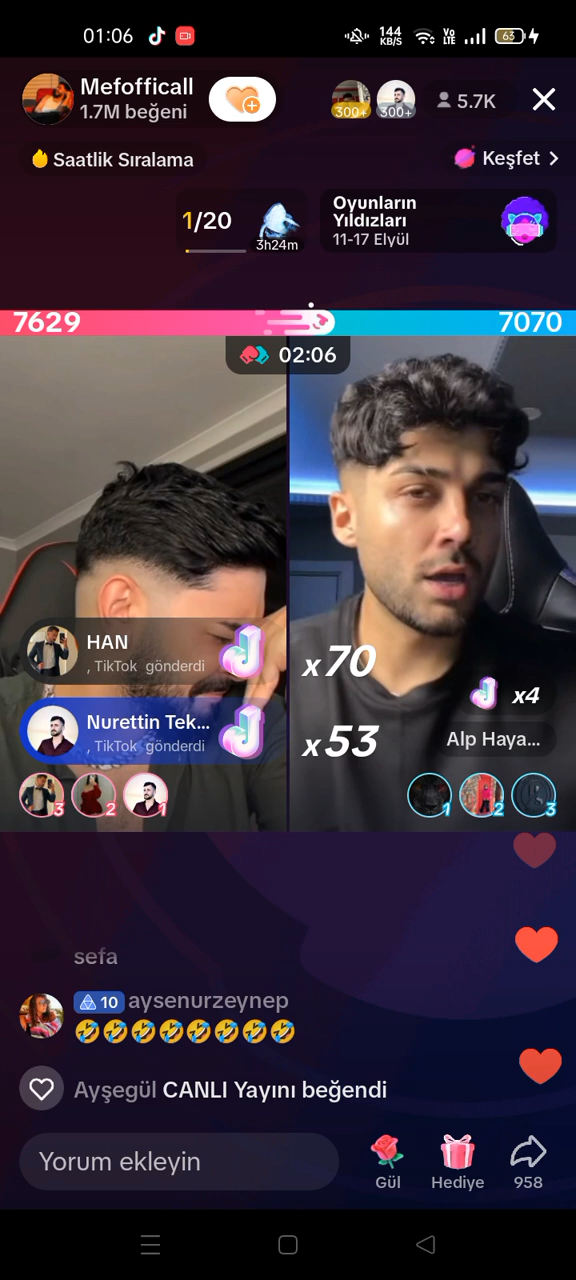 01:06
144
KB/S
Vo
LTE
63
Mefofficall
1.7M beğeni
300+
300+
5.7K
Saatlik Sıralama
Keşfet
1/20
3h24m
Oyunların
Yıldızları
11-17 Elyül
7629
7070
02:06
HAN
, TikTok gönderdi
x70
x4
Nurettin Tek...
, TikTok gönderdi
x53
Alp Haya...
3
2
1
1
2
3
sefa
10 aysenurzeynep
🤣🤣🤣🤣🤣🤣🤣🤣
Ayşegül CANLI Yayını beğendi
Yorum ekleyin
Gül
Hediye
958